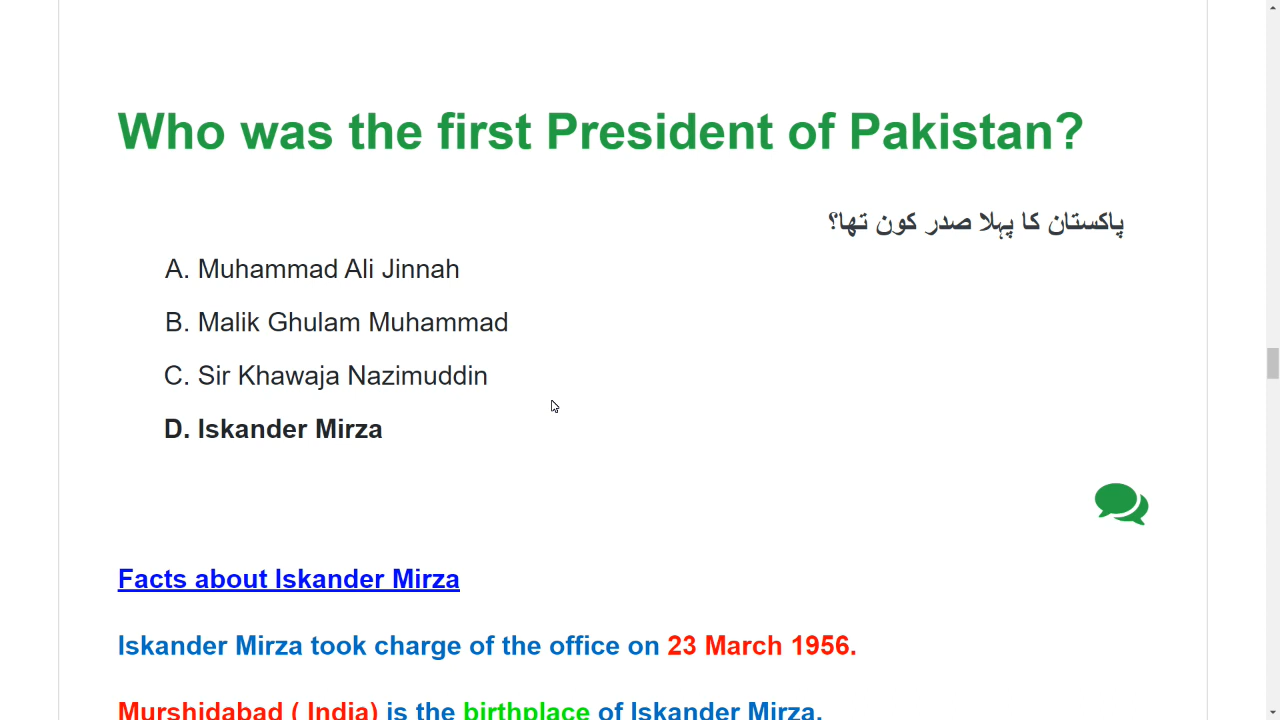 Who was the first President of Pakistan?
پاکستان کا پہلا صدر کون تھا؟
A. Muhammad Ali Jinnah
B. Malik Ghulam Muhammad
C. Sir Khawaja Nazimuddin
D. Iskander Mirza
Facts about Iskander Mirza
Iskander Mirza took charge of the office on 23 March 1956.
Murshidabad ( India) is the birthplace of Iskander Mirza.